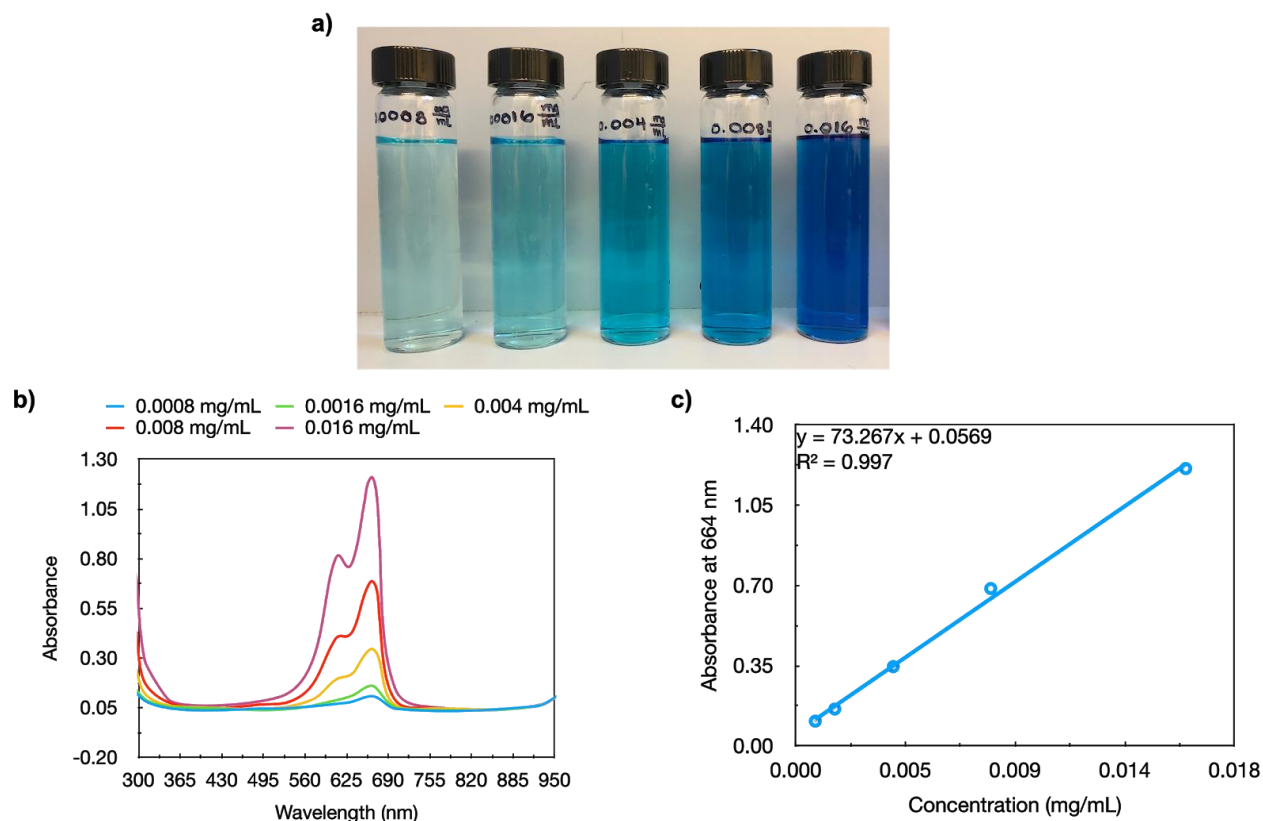 a)
0008 mg/mL
0016 mg/mL
0.004 mg/mL
0.008
0.016 mg/mL
b)
0.0008 mg/mL 0.0016 mg/mL 0.004 mg/mL
0.008 mg/mL 0.016 mg/mL
1.30
1.05
0.80
0.55
0.30
0.05
-0.20
Absorbance
300 365 430 495 560 625 690 755 820 885 950
Wavelength (nm)
c)
y = 73.267x + 0.0569
R² = 0.997
1.40
1.05
0.70
0.35
0.00
Absorbance at 664 nm
0.000 0.005 0.009 0.014 0.018
Concentration (mg/mL)